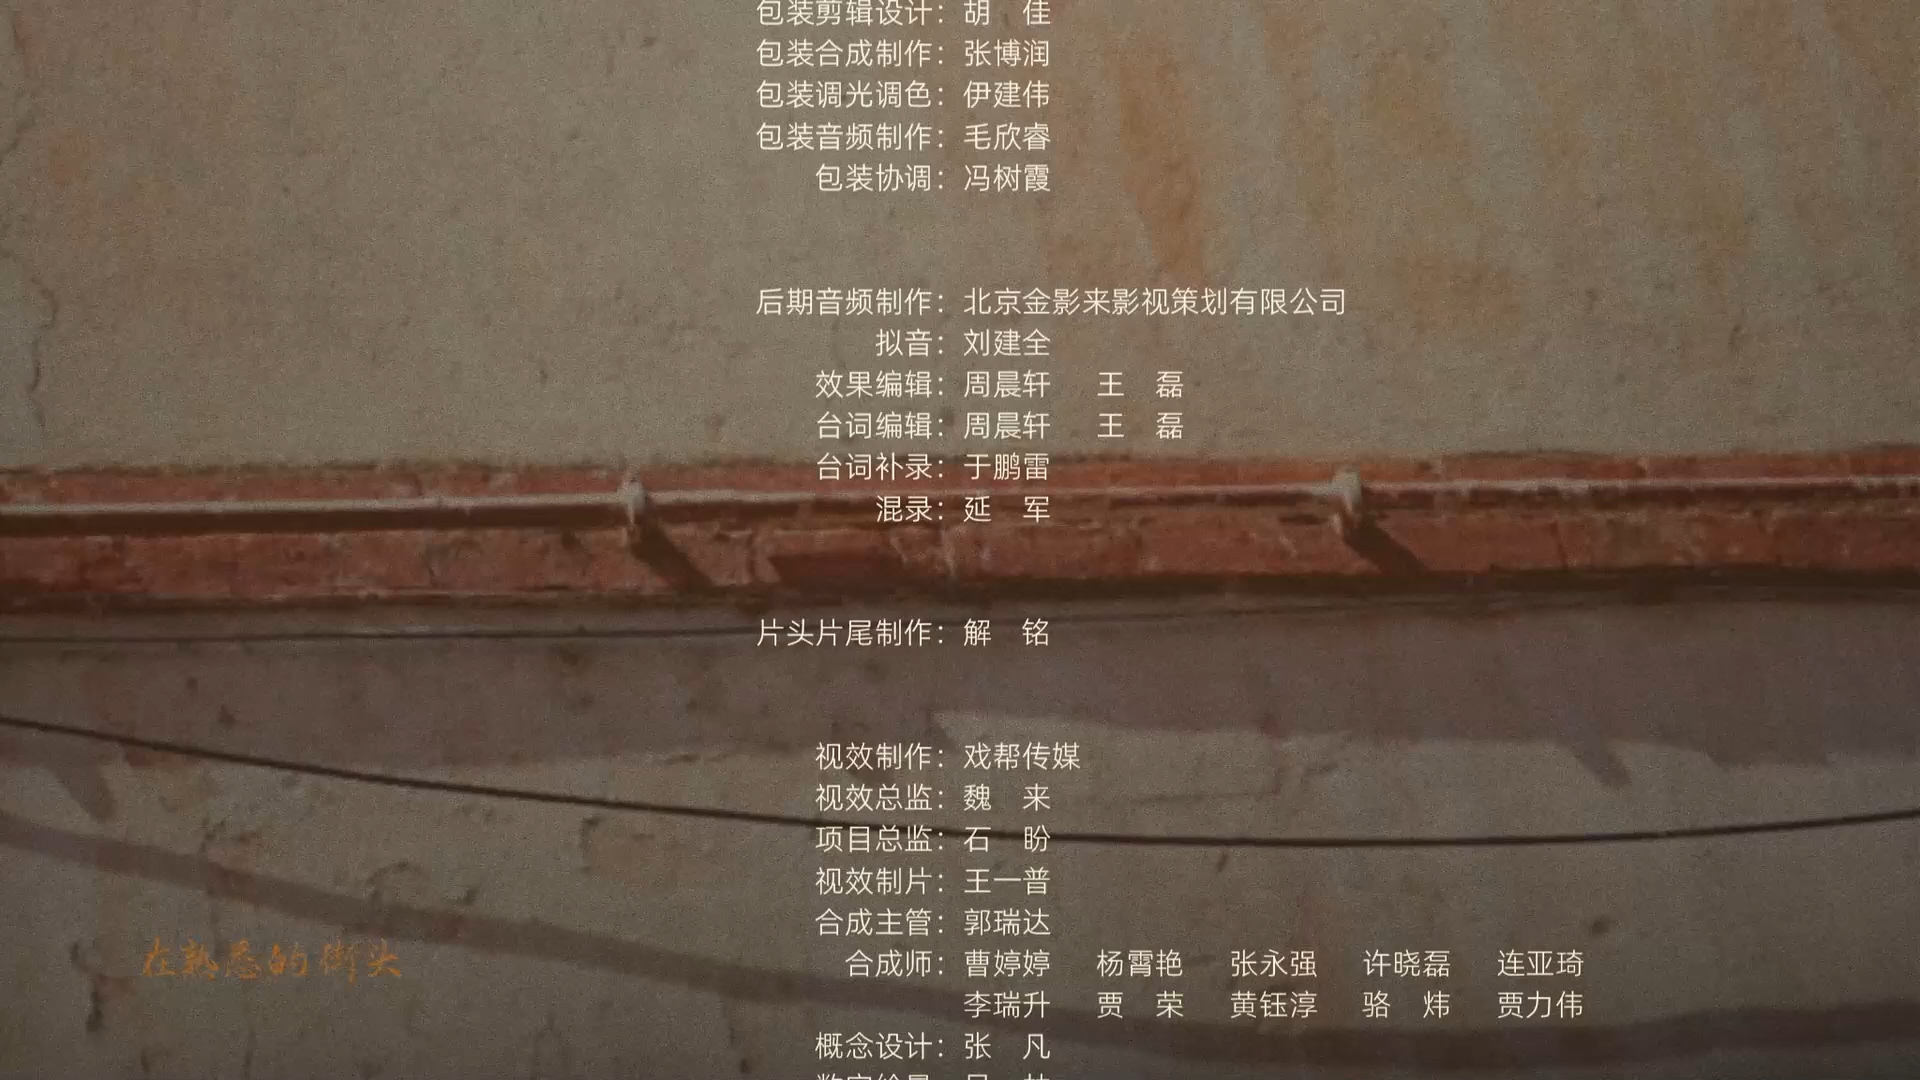 包装剪辑设计：胡　佳
包装合成制作：张博润
包装调光调色：伊建伟
包装音频制作：毛欣睿
包装协调：冯树霞
后期音频制作：北京金影来影视策划有限公司
拟音：刘建全
效果编辑：周晨轩　王　磊
台词编辑：周晨轩　王　磊
台词补录：于鹏雷
混录：延　军
片头片尾制作：解　铭
视效制作：戏帮传媒
视效总监：魏　来
项目总监：石　盼
视效制片：王一普
合成主管：郭瑞达
合成师：曹婷婷　杨霄艳　张永强　许晓磊　连亚琦
李瑞升　贾　荣　黄钰淳　骆　炜　贾力伟
概念设计：张　凡
在熟悉的街头